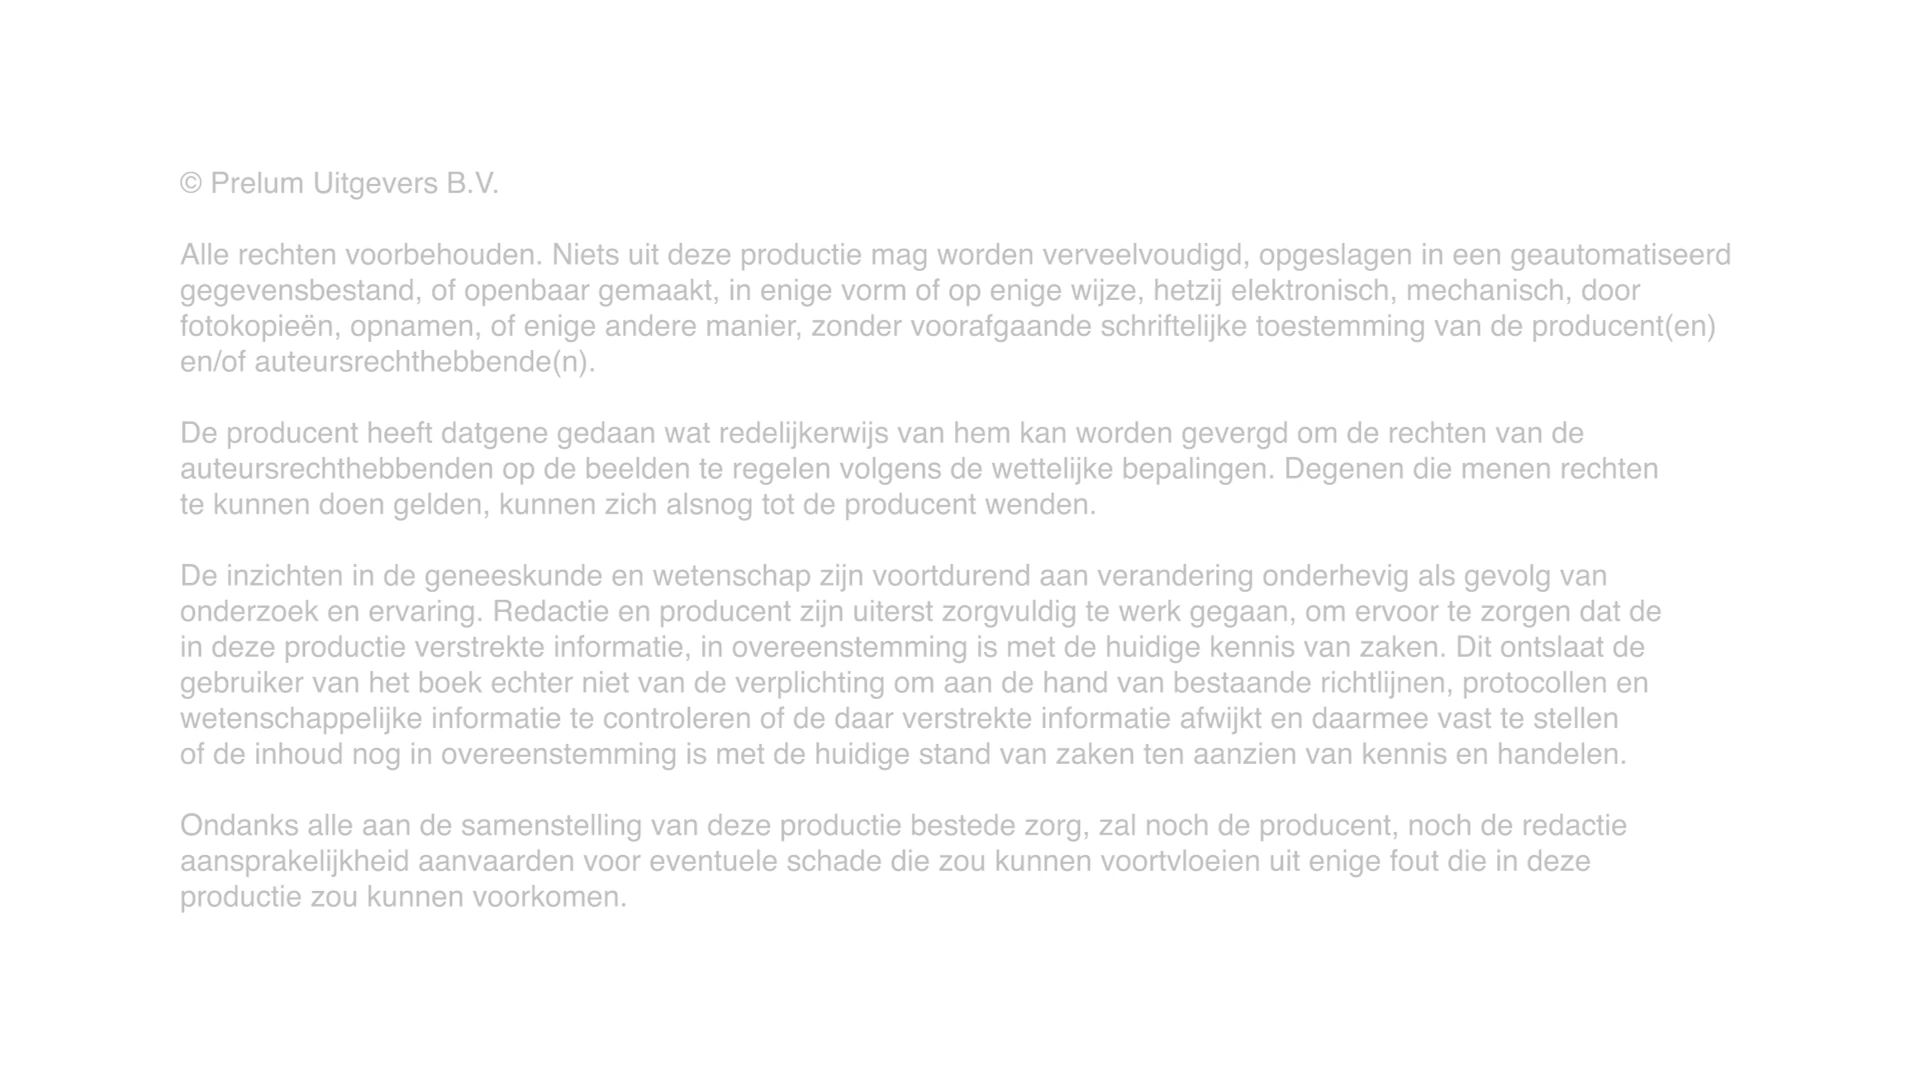 © Prelum Uitgevers B.V.
Alle rechten voorbehouden. Niets uit deze productie mag worden verveelvoudigd, opgeslagen in een geautomatiseerd
gegevensbestand, of openbaar gemaakt, in enige vorm of op enige wijze, hetzij elektronisch, mechanisch, door
fotokopieën, opnamen, of enige andere manier, zonder voorafgaande schriftelijke toestemming van de producent(en)
en/of auteursrechthebbende(n).
De producent heeft datgene gedaan wat redelijkerwijs van hem kan worden gevergd om de rechten van de
auteursrechthebbenden op de beelden te regelen volgens de wettelijke bepalingen. Degenen die menen rechten
te kunnen doen gelden, kunnen zich alsnog tot de producent wenden.
De inzichten in de geneeskunde en wetenschap zijn voortdurend aan verandering onderhevig als gevolg van
onderzoek en ervaring. Redactie en producent zijn uiterst zorgvuldig te werk gegaan, om ervoor te zorgen dat de
in deze productie verstrekte informatie, in overeenstemming is met de huidige kennis van zaken. Dit ontslaat de
gebruiker van het boek echter niet van de verplichting om aan de hand van bestaande richtlijnen, protocollen en
wetenschappelijke informatie te controleren of de daar verstrekte informatie afwijkt en daarmee vast te stellen
of de inhoud nog in overeenstemming is met de huidige stand van zaken ten aanzien van kennis en handelen.
Ondanks alle aan de samenstelling van deze productie bestede zorg, zal noch de producent, noch de redactie
aansprakelijkheid aanvaarden voor eventuele schade die zou kunnen voortvloeien uit enige fout die in deze
productie zou kunnen voorkomen.